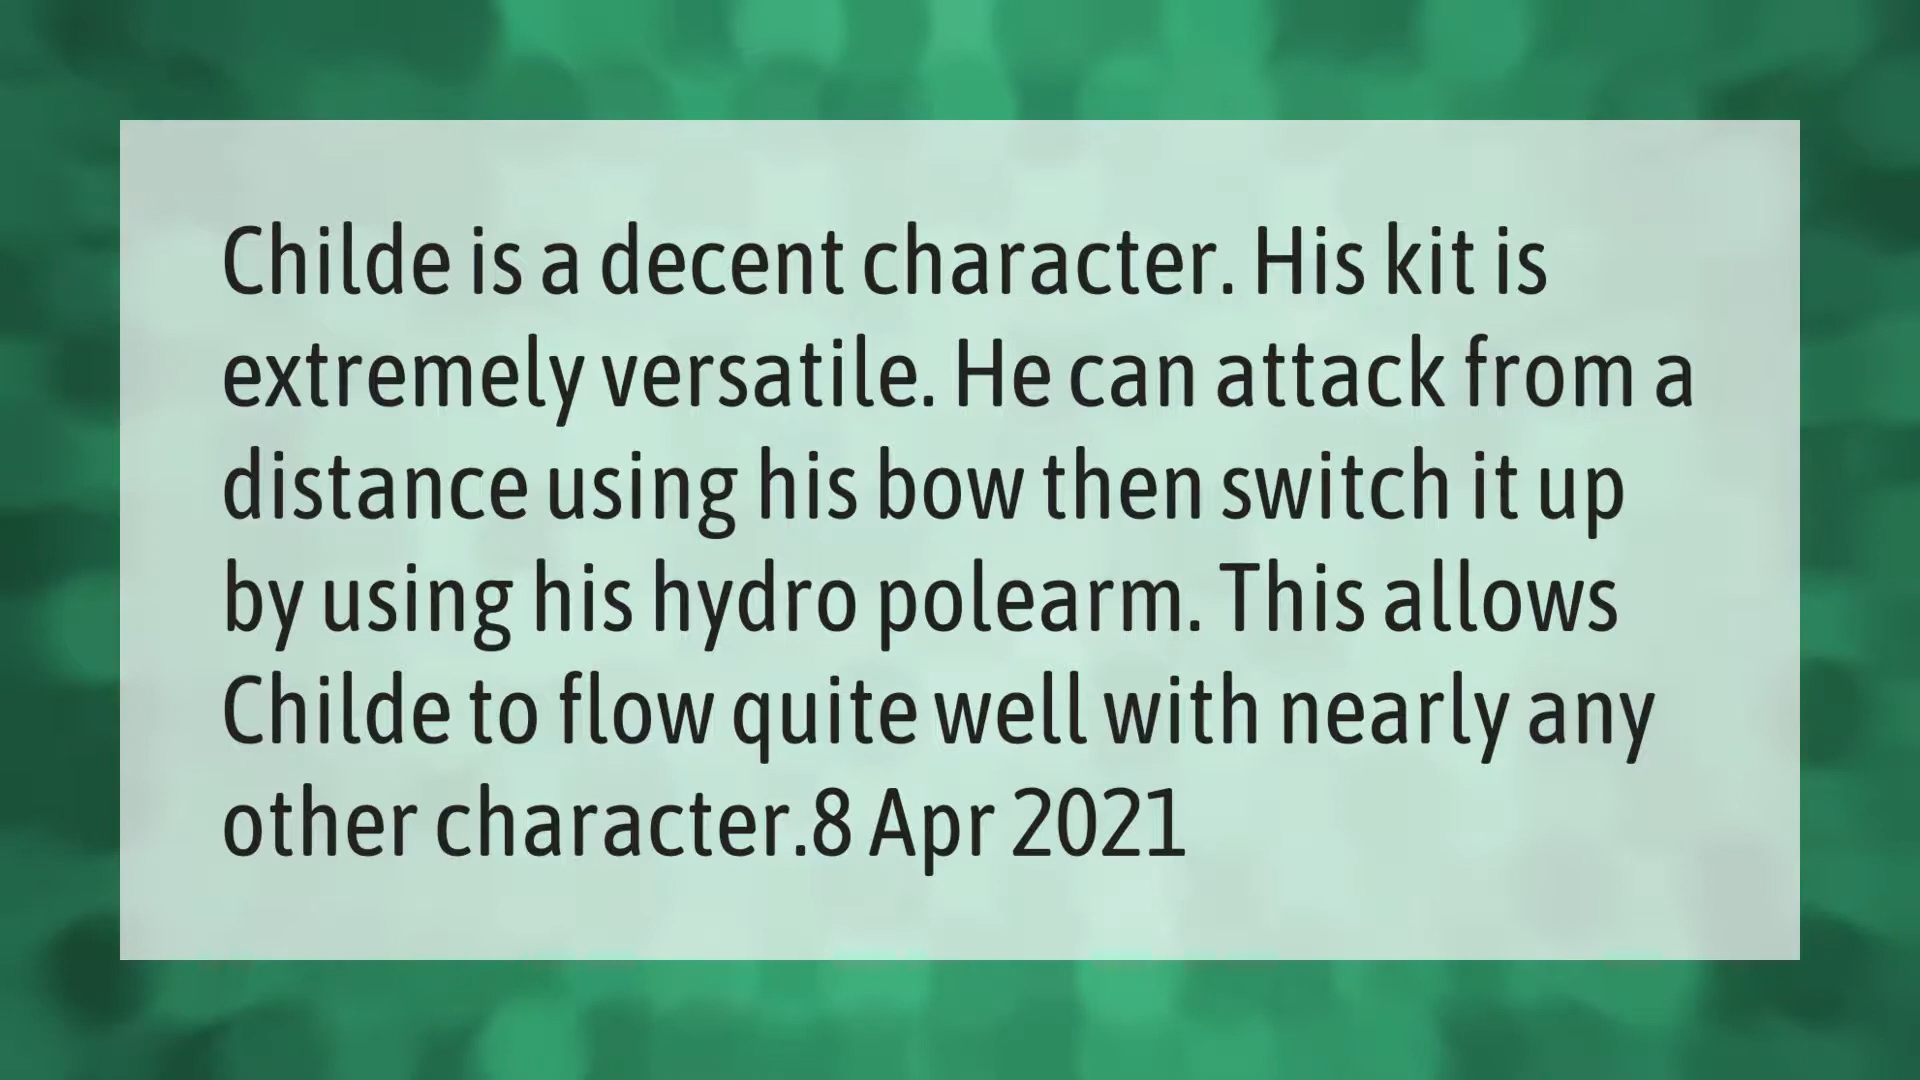 Childe is a decent character. His kit is
extremely versatile. He can attack from a
distance using his bow then switch it up
by using his hydro polearm. This allows
Childe to flow quite well with nearly any
other character.8 Apr 2021